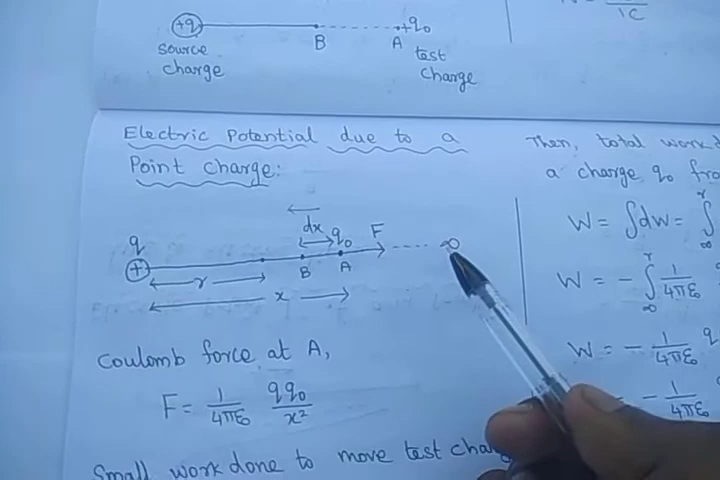 1C
+q
+q₀
B
A
source
charge
test
charge
Electric Potential due to a
Point charge:
dx
q
q₀
F
∞
+
r
B
A
x
Coulomb force at A,
F = 1/4πε₀ qq₀/x²
Small work done to move test
Then, total work
a charge q₀
W = ∫dw = ∫ r ∞
W = - ∫ r ∞ 1/4πε₀
W = - 1/4πε₀ q
- 1/4πε₀